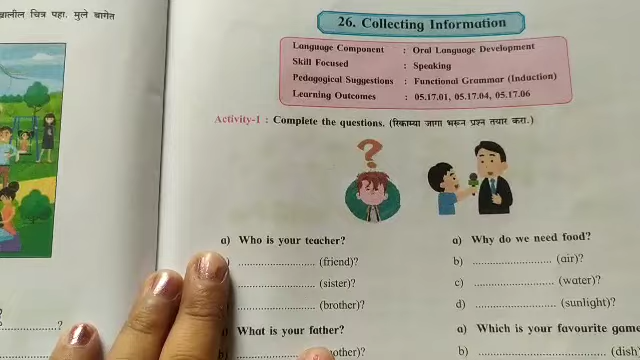 खालील चित्र पहा. मुले बागेत
?
26. Collecting Information
Language Component : Oral Language Development
Skill Focused : Speaking
Pedagogical Suggestions : Functional Grammar (Induction)
Learning Outcomes : 05.17.01, 05.17.04, 05.17.06
Activity-1 : Complete the questions. (रिकाम्या जागा भरून प्रश्न तयार करा.)
a) Who is your teacher?
.................... (friend)?
.................... (sister)?
.................... (brother)?
a) Why do we need food?
b) .................... (air)?
c) .................... (water)?
d) .................... (sunlight)?
What is your father?
b) .................... other)?
a) Which is your favourite game
b) .................... (dish